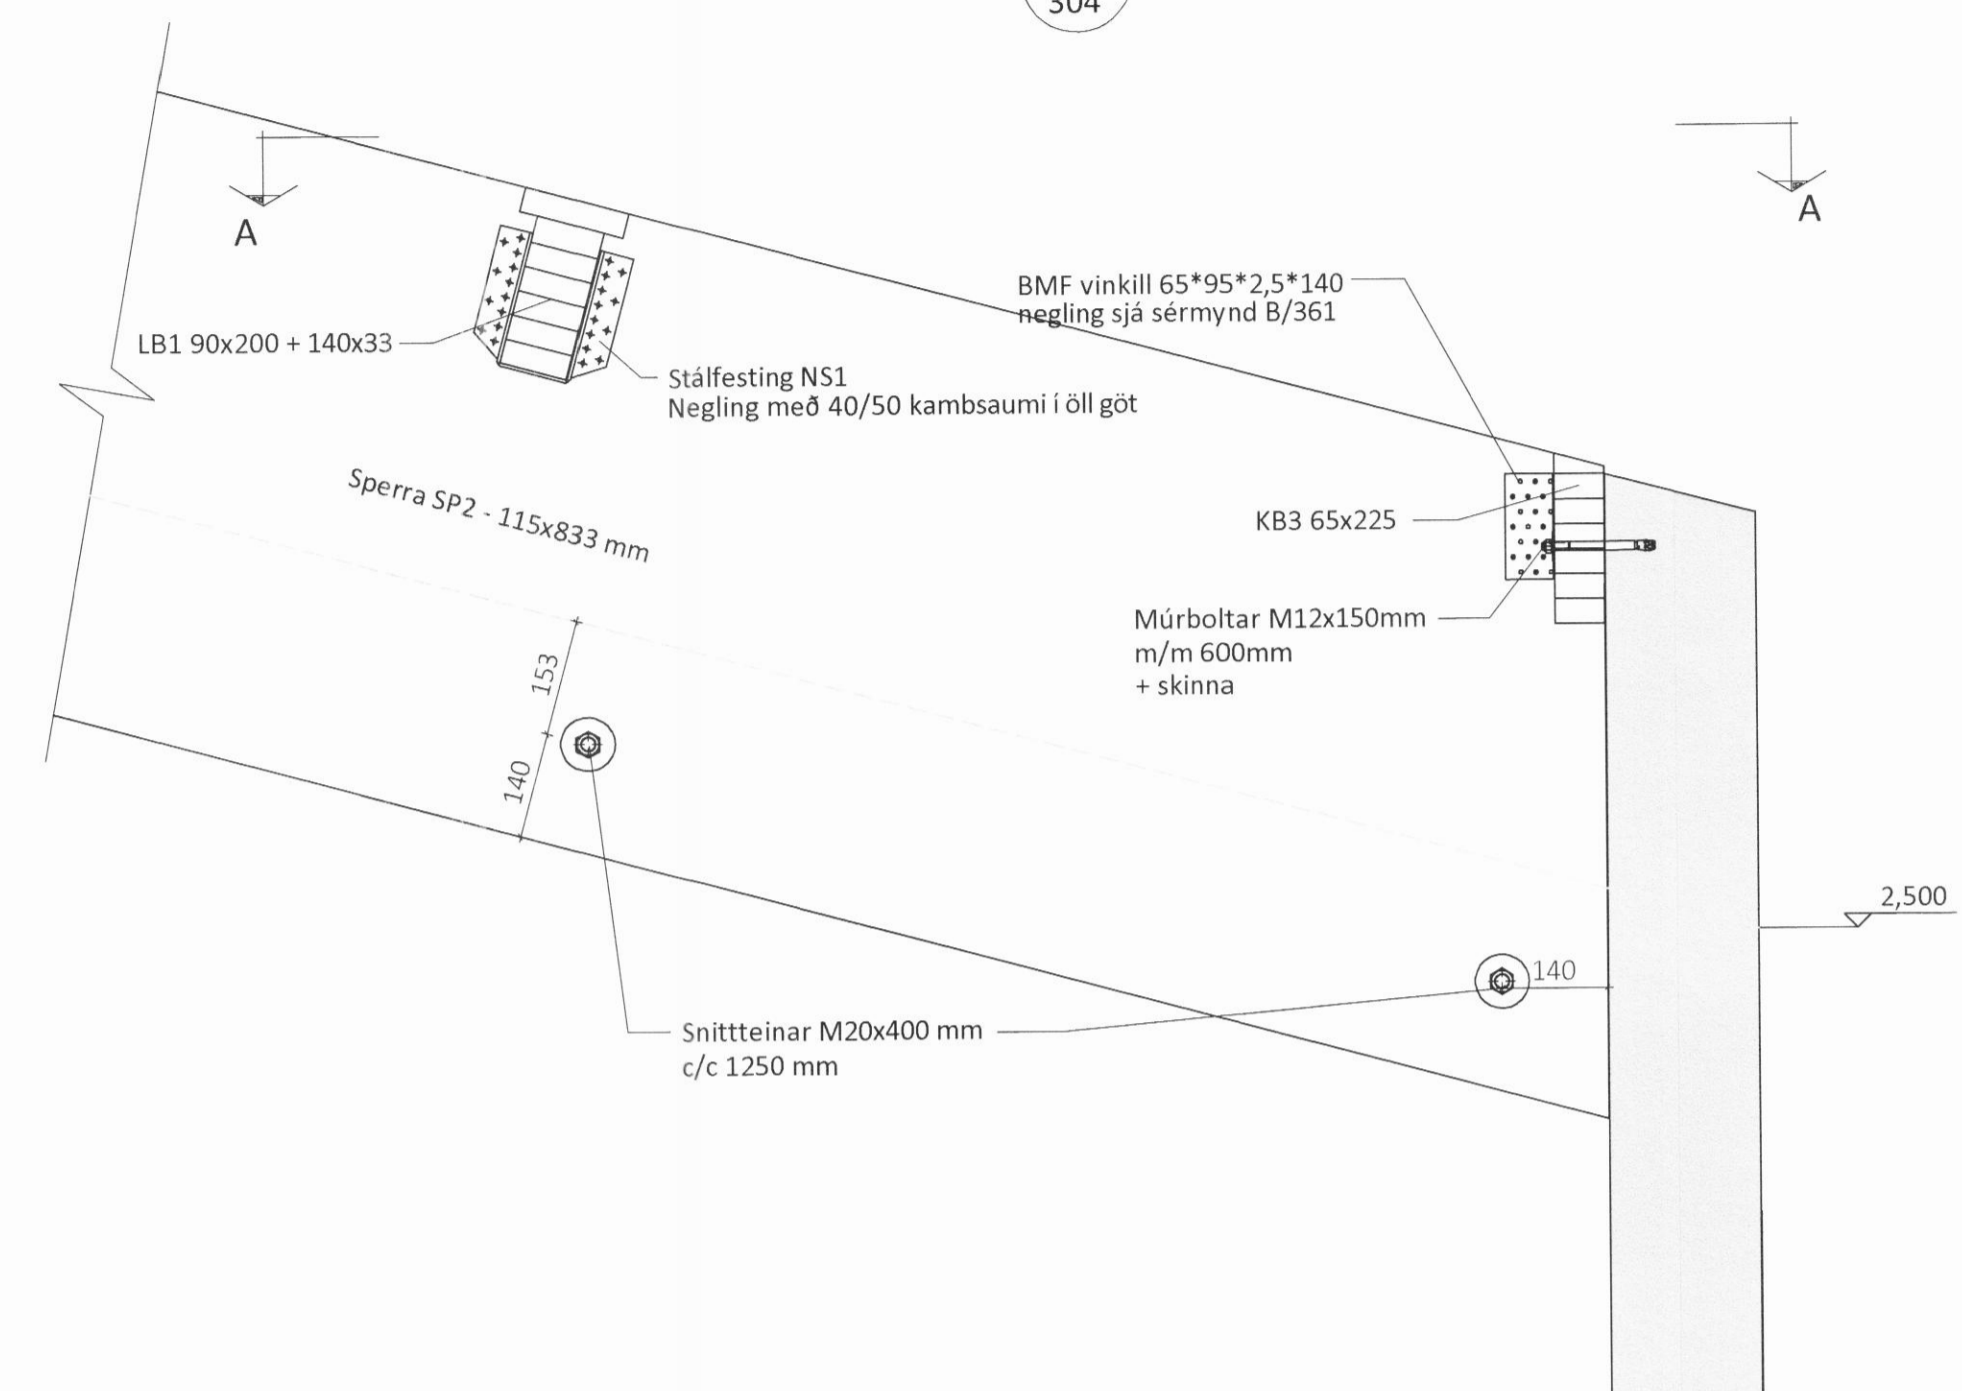 304
A
A
BMF vinkill 65*95*2,5*140
negling sjá sérmynd B/361
LB1 90x200 + 140x33
Stálfesting NS1
Negling með 40/50 kambsaumi í öll göt
Sperra SP2 - 115x833 mm
KB3 65x225
Múrboltar M12x150mm
m/m 600mm
+ skinna
153
140
2,500
140
Snittteinar M20x400 mm
c/c 1250 mm